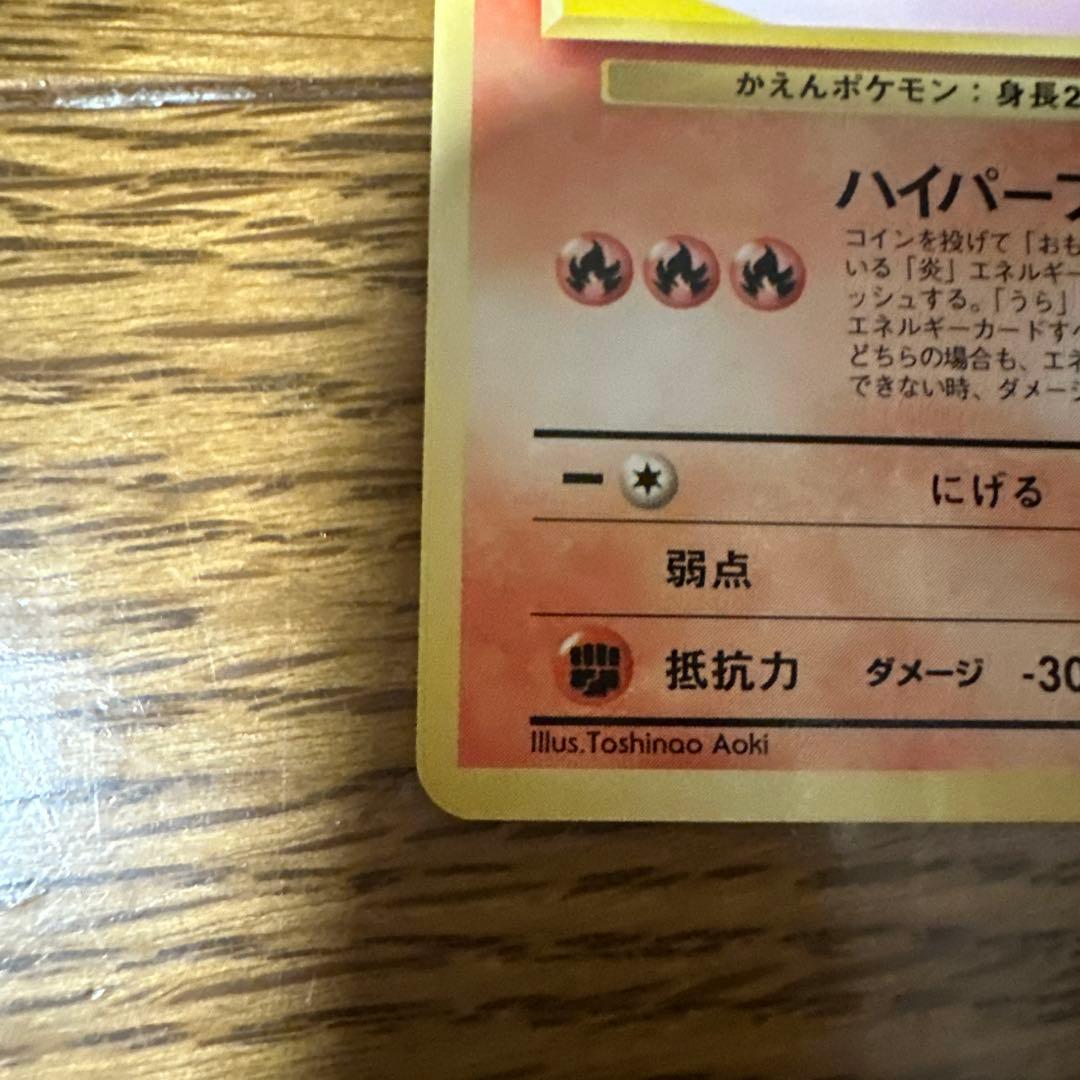 かえんポケモン：身長2
ハイパーフ
コインを投げて「おも
いる「炎」エネルギー
ッシュする。「うら」
エネルギーカードすべ
どちらの場合も、エネ
できない時、ダメージ
ー にげる
弱点
抵抗力 ダメージ -30
Illus.Toshinao Aoki